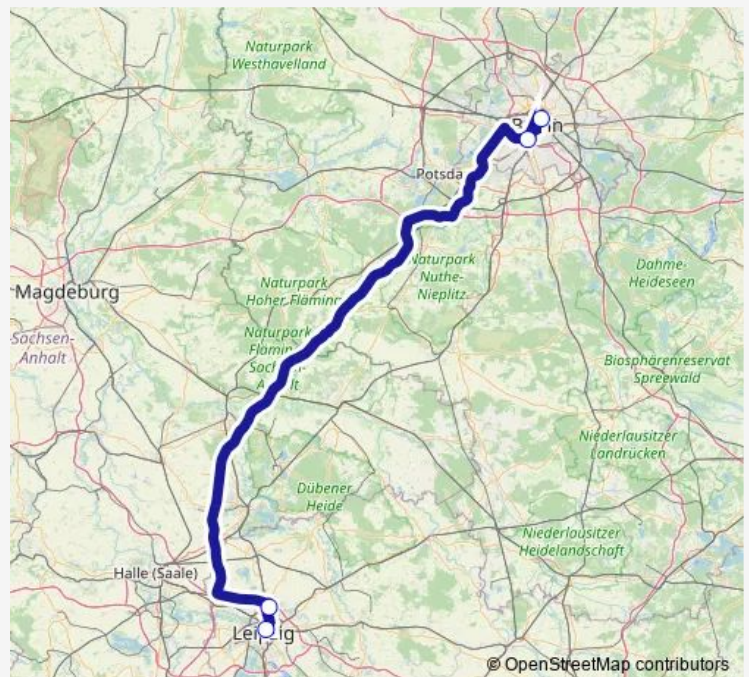 Naturpark
Westhavelland
Potsda
Naturpark
Nuthe-
Nieplitz
Dahme-
Heideseen
Magdeburg
Naturpark
Hoher Fläming
Sachsen-
Anhalt
Naturpark
Biosphärenreservat
Spreewald
Niederlausitzer
Landrücken
Dübener
Heide
Niederlausitzer
Heidelandschaft
Halle (Saale)
© OpenStreetMap contributors